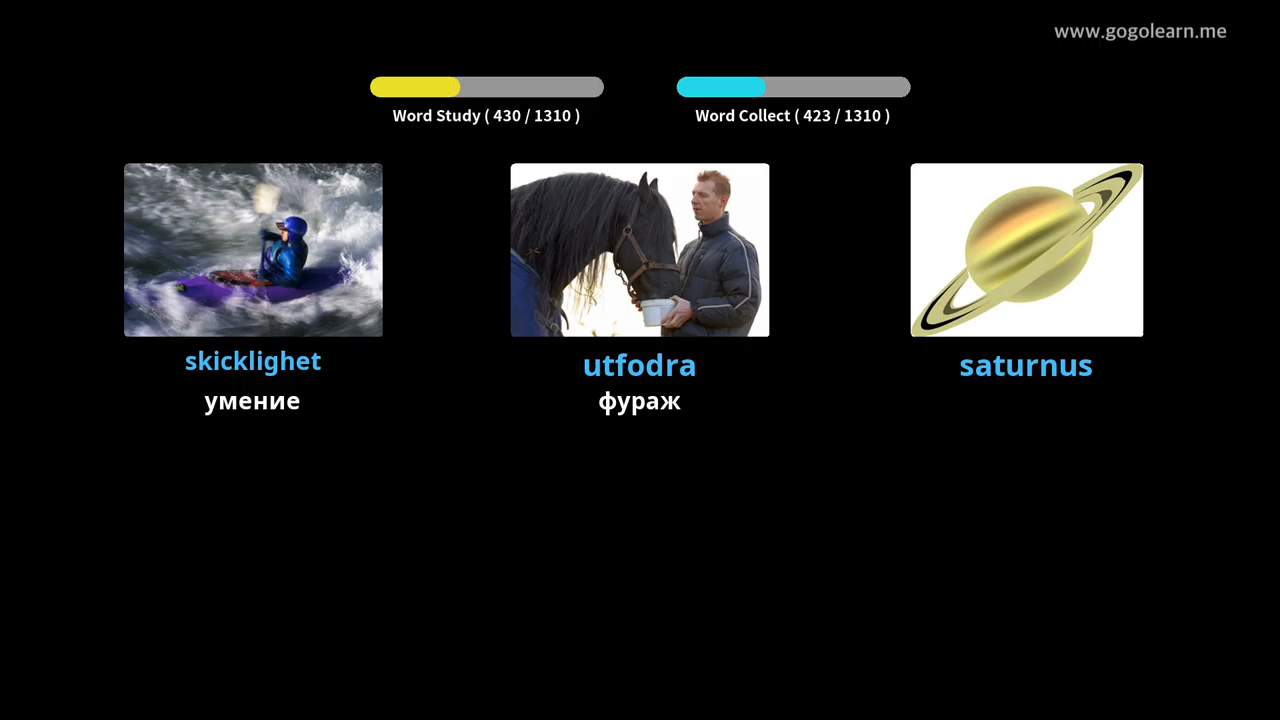 www.gogolearn.me
Word Study ( 430 / 1310 )
Word Collect ( 423 / 1310 )
skicklighet
utfodra
saturnus
умение
фураж